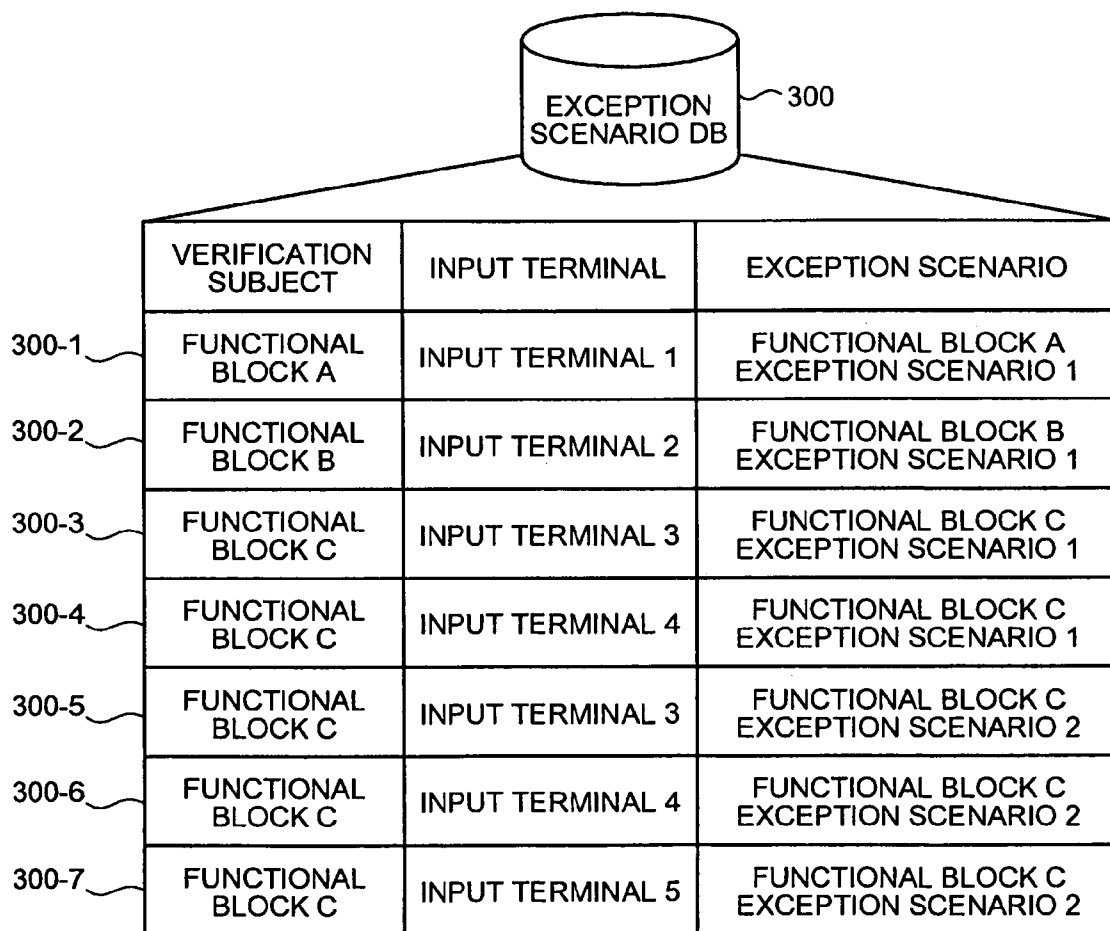 EXCEPTION
SCENARIO DB
300
VERIFICATION
SUBJECT
INPUT TERMINAL
EXCEPTION SCENARIO
300-1
FUNCTIONAL
BLOCK A
INPUT TERMINAL 1
FUNCTIONAL BLOCK A
EXCEPTION SCENARIO 1
300-2
FUNCTIONAL
BLOCK B
INPUT TERMINAL 2
FUNCTIONAL BLOCK B
EXCEPTION SCENARIO 1
300-3
FUNCTIONAL
BLOCK C
INPUT TERMINAL 3
FUNCTIONAL BLOCK C
EXCEPTION SCENARIO 1
300-4
FUNCTIONAL
BLOCK C
INPUT TERMINAL 4
FUNCTIONAL BLOCK C
EXCEPTION SCENARIO 1
300-5
FUNCTIONAL
BLOCK C
INPUT TERMINAL 3
FUNCTIONAL BLOCK C
EXCEPTION SCENARIO 2
300-6
FUNCTIONAL
BLOCK C
INPUT TERMINAL 4
FUNCTIONAL BLOCK C
EXCEPTION SCENARIO 2
300-7
FUNCTIONAL
BLOCK C
INPUT TERMINAL 5
FUNCTIONAL BLOCK C
EXCEPTION SCENARIO 2